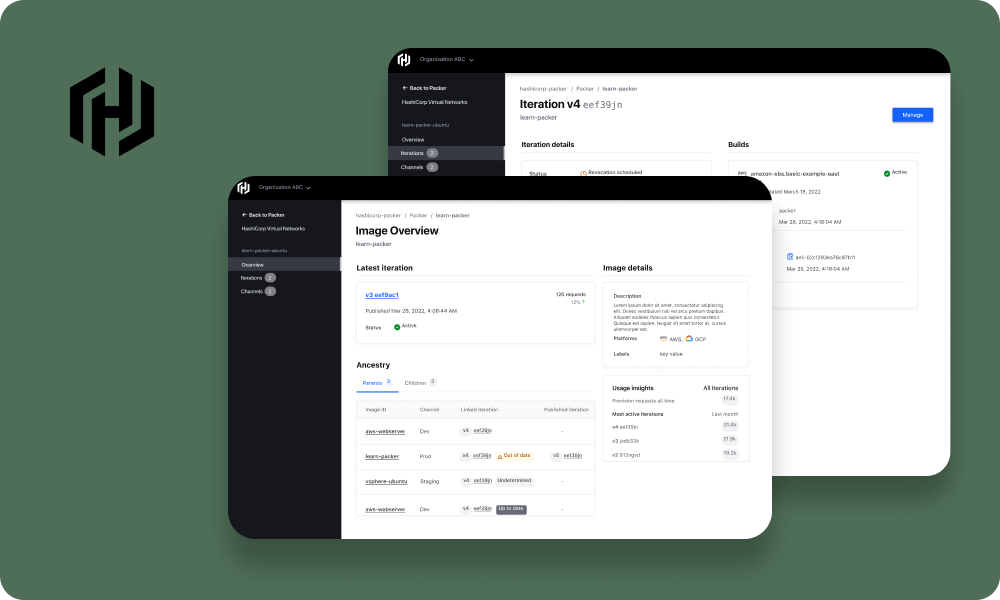 Organization ABC
Back to Packer
HashiCorp Virtual Networks
learn-packer-ubuntu
Overview
Iterations 2
Channels 2
hashicorp-packer / Packer / learn-packer
Iteration v4 eef39jn
learn-packer
Manage
Iteration details
Status Revocation scheduled
Builds
aws amazon-ebs.basic-example-east Active
March 18, 2022
packer
Mar 28, 2022, 4:18:04 AM
ami-02c1293ee76c87b11
Mar 28, 2022, 4:18:04 AM
Organization ABC
Back to Packer
HashiCorp Virtual Networks
learn-packer-ubuntu
Overview
Iterations 2
Channels 2
hashicorp-packer / Packer / learn-packer
Image Overview
learn-packer
Latest iteration
v3 eef9ac1 120 requests
12% ↑
Published Mar 28, 2022, 4:08:44 AM
Status Active
Ancestry
Parents 3 Children 3
Image ID Channel Linked iteration Published iteration
aws-webserver Dev v4 eef39jn -
learn-packer Prod v4 eef39jn Out of date v5 eef39jn
vsphere-ubuntu Staging v4 eef39jn Undetermined -
aws-webserver Dev v4 eef39jn Up to date -
Image details
Description
Lorem ipsum dolor sit amet, consectetur adipiscing
elit. Donec vestibulum nisl vel arcu pretium dapibus.
Aliquam sodales rhoncus sapien quis consectetur.
Quisque est sapien, feugiat sit amet tortor at, cursus
ullamcorper est.
Platforms aws AWS, GCP
Labels key:value
Usage insights All iterations
Provision requests all time 17.4k
Most active iterations Last month
v4 eef39jn 21.4k
v3 21.9k
v2 912ngvd 19.2k